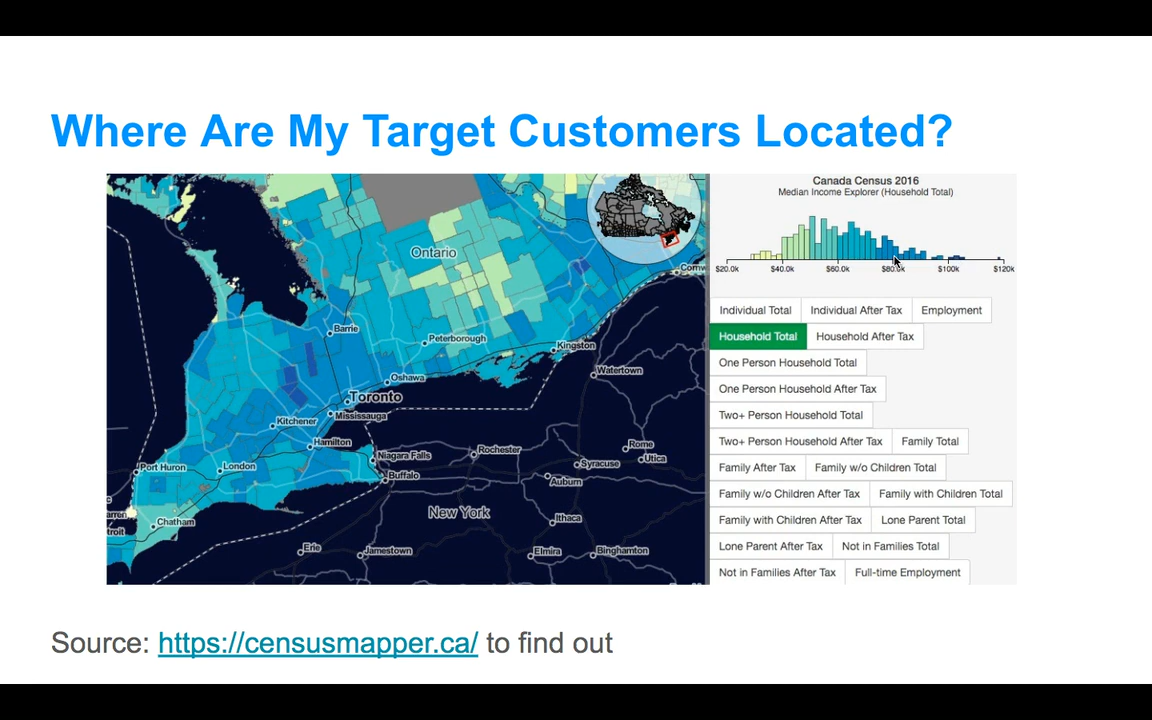 Where Are My Target Customers Located?
Canada Census 2016
Median Income Explorer (Household Total)
$20.0k $40.0k $60.0k $80.0k $100k $120k
Individual Total Individual After Tax Employment
Household Total Household After Tax
One Person Household Total
One Person Household After Tax
Two+ Person Household Total
Two+ Person Household After Tax Family Total
Family After Tax Family w/o Children Total
Family w/o Children After Tax Family with Children Total
Family with Children After Tax Lone Parent Total
Lone Parent After Tax Not in Families Total
Not in Families After Tax Full-time Employment
Ontario
Cornw
Barrie
Peterborough
Kingston
Watertown
Oshawa
Toronto
Mississauga
Kitchener
Hamilton
Niagara Falls
Rochester
Rome
Utica
Syracuse
Port Huron
London
Buffalo
Auburn
arren
troit
Chatham
New York
Ithaca
Erie
Jamestown
Elmira
Binghamton
Source: https://censusmapper.ca/ to find out